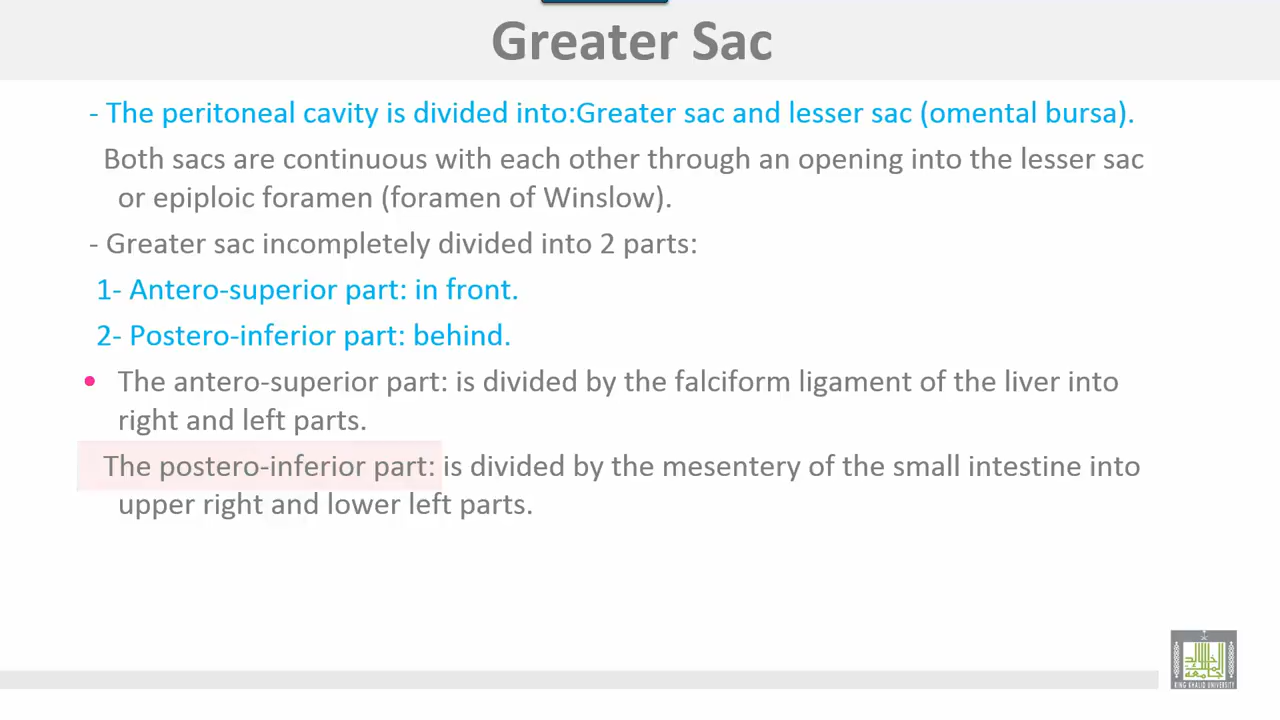 Greater Sac
- The peritoneal cavity is divided into:Greater sac and lesser sac (omental bursa).
Both sacs are continuous with each other through an opening into the lesser sac
or epiploic foramen (foramen of Winslow).
- Greater sac incompletely divided into 2 parts:
1- Antero-superior part: in front.
2- Postero-inferior part: behind.
• The antero-superior part: is divided by the falciform ligament of the liver into
right and left parts.
The postero-inferior part: is divided by the mesentery of the small intestine into
upper right and lower left parts.
KING KHALID UNIVERSITY